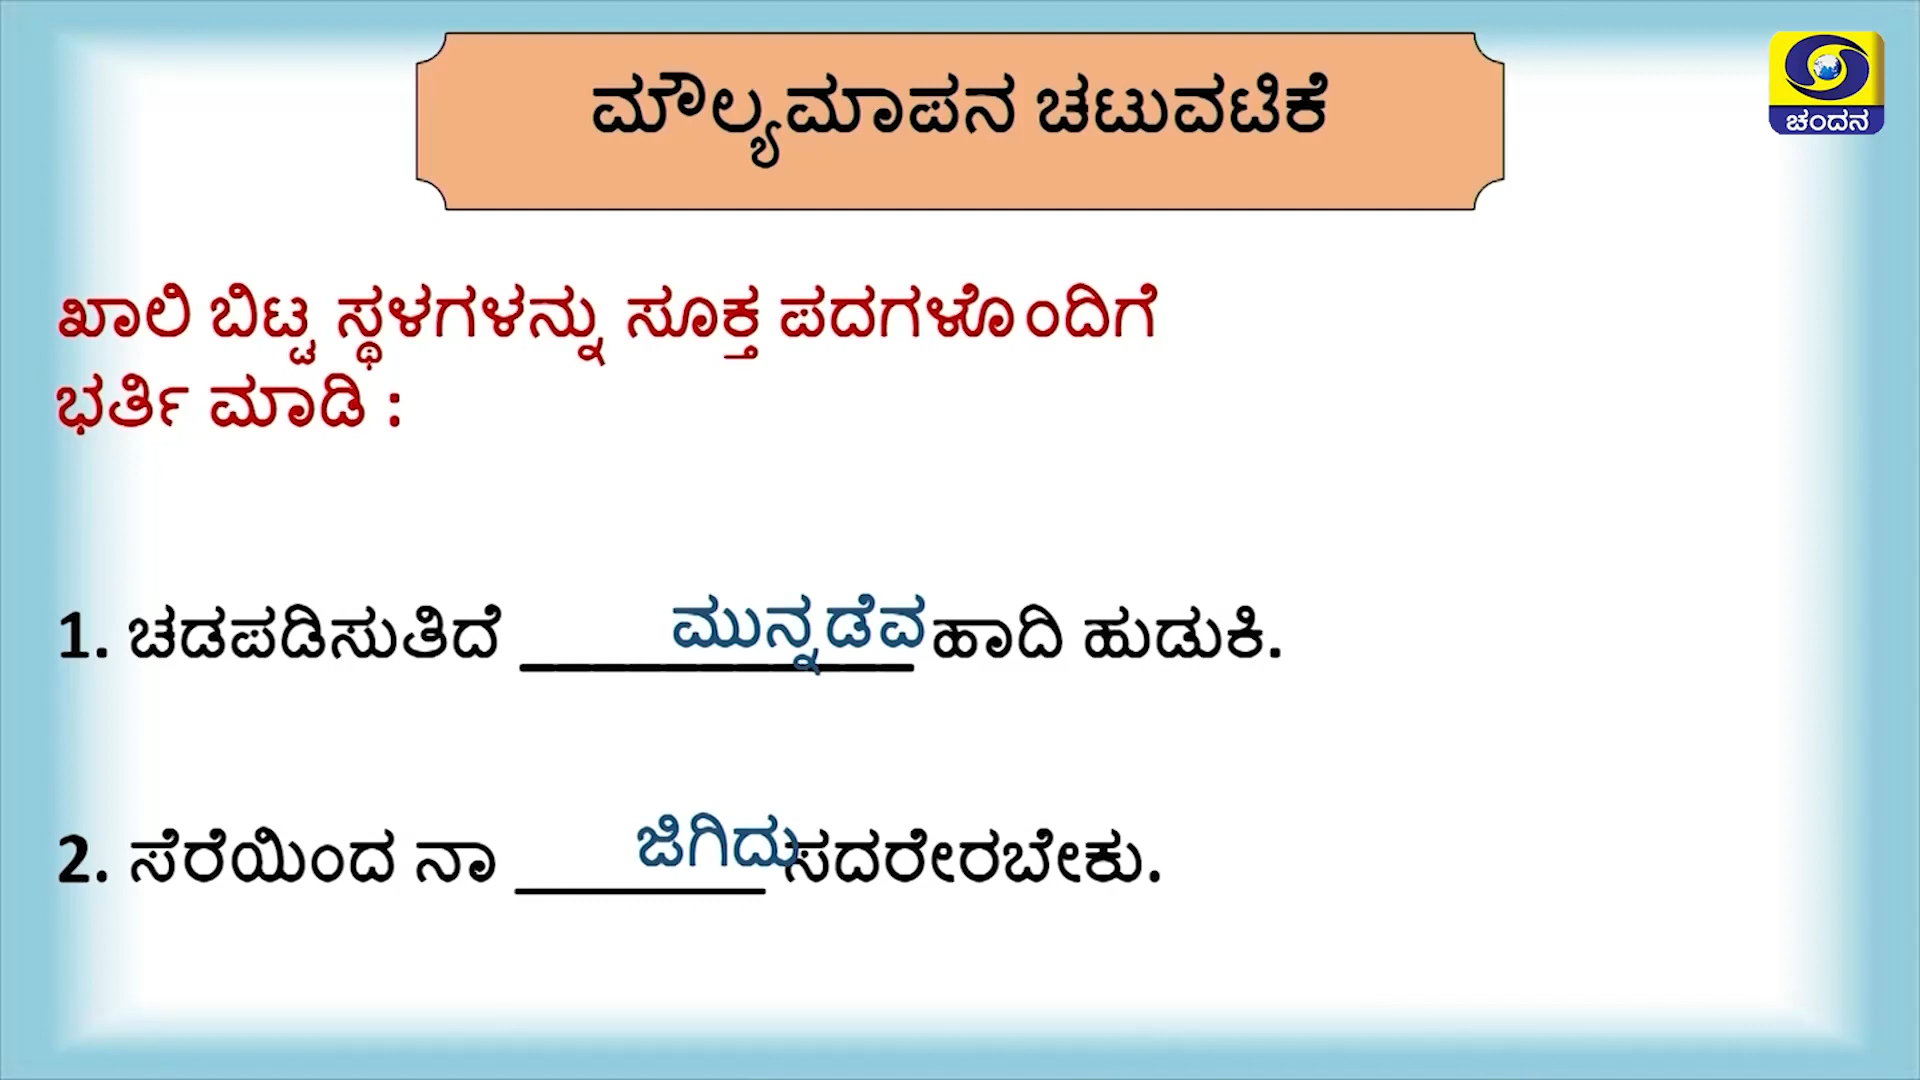 ಮೌಲ್ಯಮಾಪನ ಚಟುವಟಿಕೆ
ಚಂದನ
ಖಾಲಿ ಬಿಟ್ಟ ಸ್ಥಳಗಳನ್ನು ಸೂಕ್ತ ಪದಗಳೊಂದಿಗೆ
ಭರ್ತಿ ಮಾಡಿ :
1. ಚಡಪಡಿಸುತಿದೆ ಮುನ್ನಡೆವ ಹಾದಿ ಹುಡುಕಿ.
2. ಸೆರೆಯಿಂದ ನಾ ಜಿಗಿದು ಸದರೇರಬೇಕು.